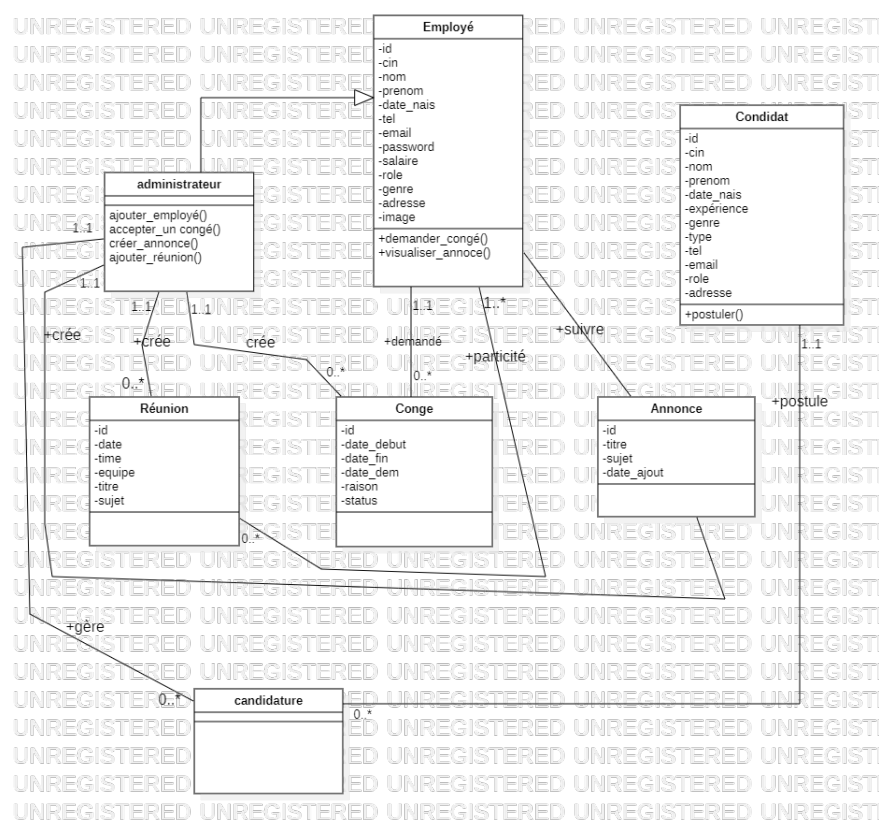 UNREGISTERED UNREGISTERED UNREGISTERED UNREGISTERED UNREGIST
Employé
-id
-cin
-nom
-prenom
-date_nais
-tel
-email
-password
-salaire
-role
-genre
-adresse
-image
+demander_congé()
+visualiser_annoce()
Condidat
-id
-cin
-nom
-prenom
-date_nais
-expérience
-genre
-type
-tel
-email
-role
-adresse
+postuler()
administrateur
ajouter_employé()
accepter_un congé()
créer_annonce()
ajouter_réunion()
1..1
1..1
1..1
1..1
1..1
1..*
1..1
+crée
+crée
crée
+demandé
+particité
+suivre
+postule
0..*
0..*
0..*
Réunion
-id
-date
-time
-equipe
-titre
-sujet
Conge
-id
-date_debut
-date_fin
-date_dem
-raison
-status
Annonce
-id
-titre
-sujet
-date_ajout
0..*
+gère
0..*
candidature
0..*